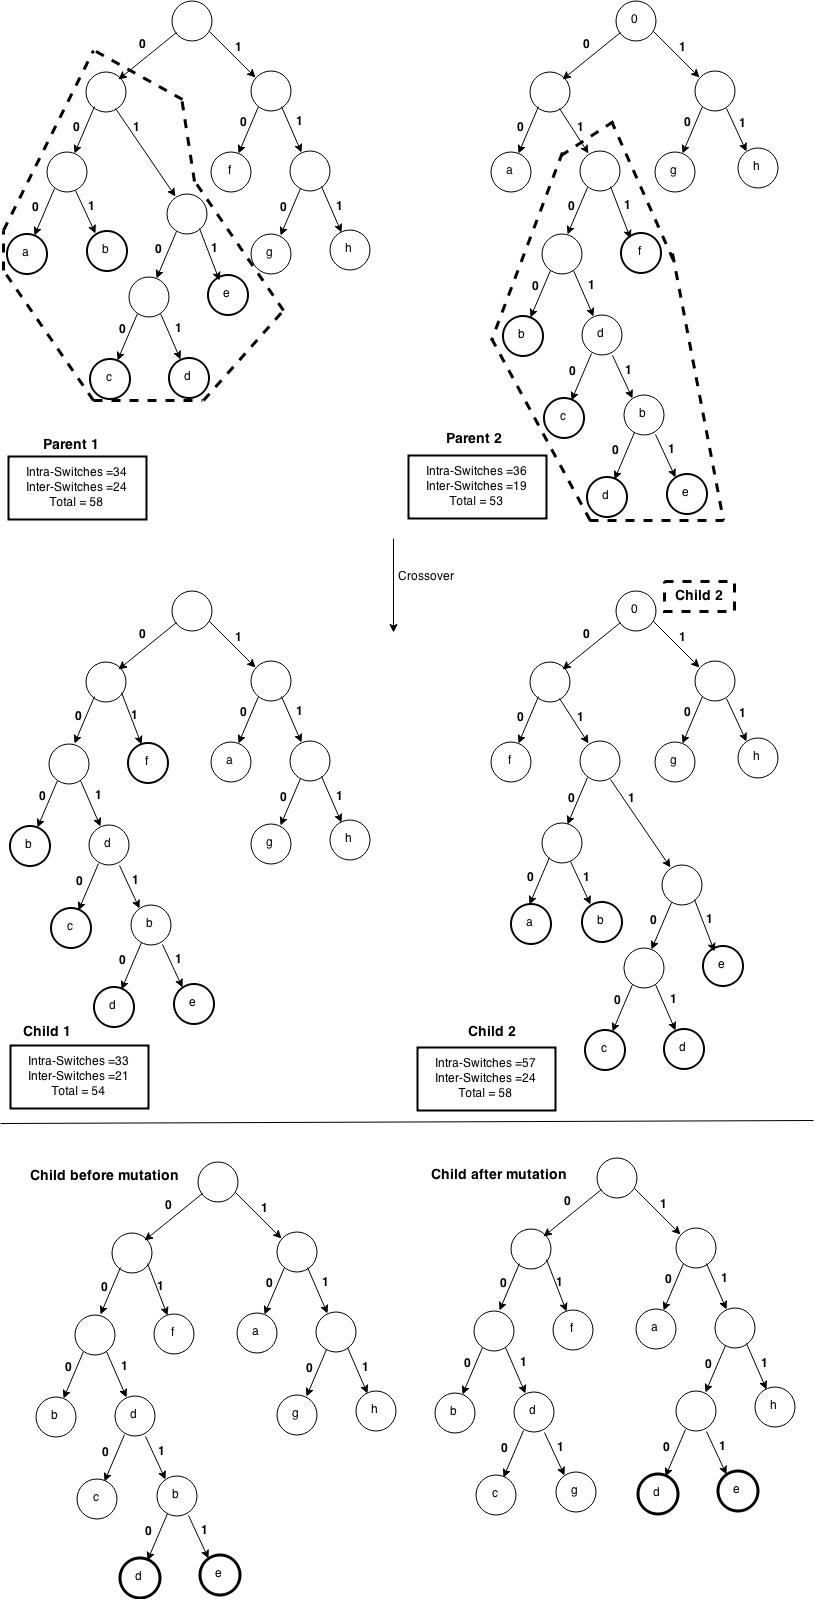 0
0 1
0 1
0 1 0 1
0 1 0 1
f
a
g
h
0 1 0 1
0 1
a
b
0 1
g
h
f
e
0 1
0 1
b
d
c
d
0 1
c
b
0 1
d
e
Parent 1
Intra-Switches =34
Inter-Switches =24
Total = 58
Parent 2
Intra-Switches =36
Inter-Switches =19
Total = 53
Crossover
Child 2
0
0 1
0 1
0 1 0 1
0 1 0 1
f
a
f
g
h
0 1
0 1
0 1
b
d
g
h
0 1
0 1
a
b
c
b
0 1
e
0 1
d
e
0 1
c
d
Child 1
Intra-Switches =33
Inter-Switches =21
Total = 54
Child 2
Intra-Switches =57
Inter-Switches =24
Total = 58
Child before mutation
Child after mutation
0 1
0 1
0 1 0 1
0 1 0 1
f
a
f
a
0 1 0 1
0 1 0 1
b
d
g
h
b
d
h
0 1
0 1 0 1
c
b
c
g
d
e
0 1
d
e